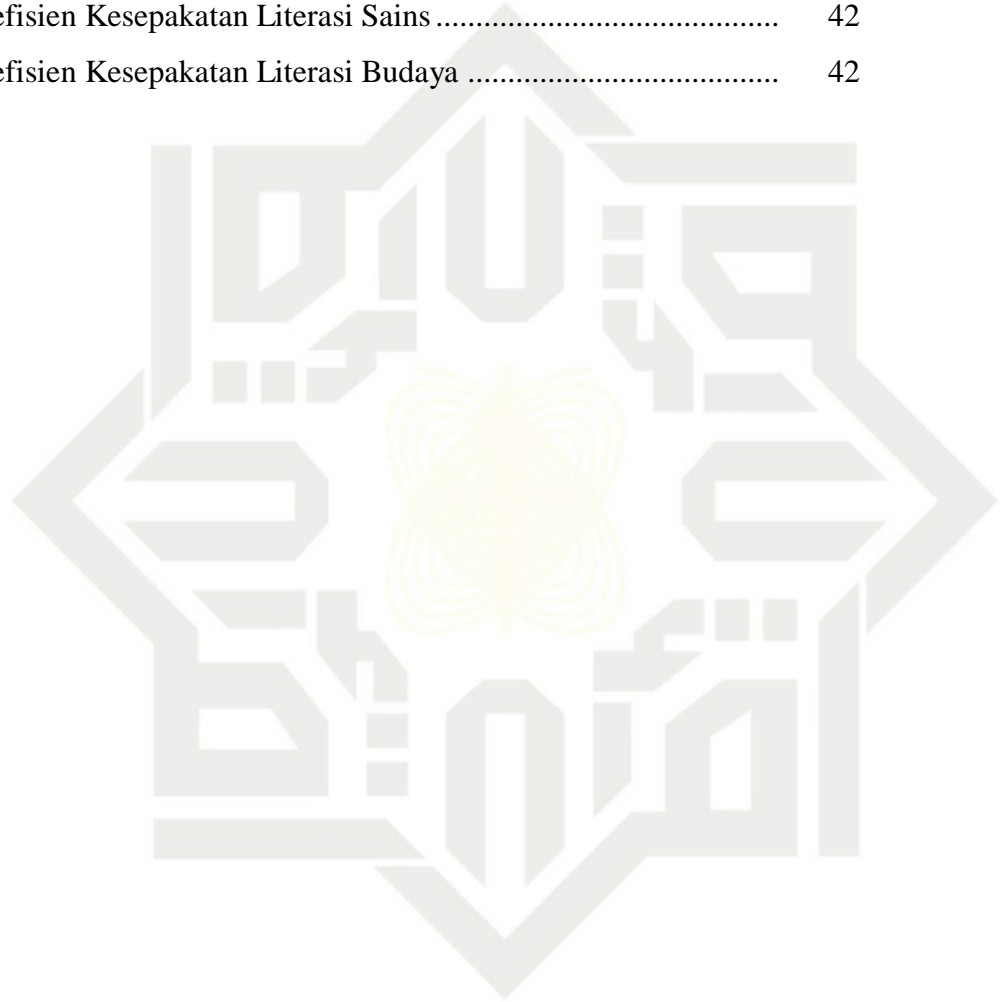 efisien Kesepakatan Literasi Sains ...................................... 42
efisien Kesepakatan Literasi Budaya ..................................... 42